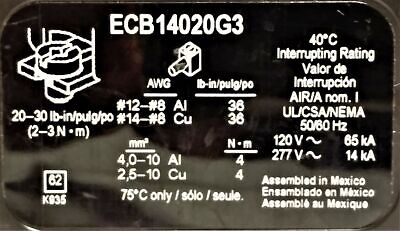 ECB14020G3
AWG lb-in/pulg/po
#12–#8 Al 36
#14–#8 Cu 36
20–30 lb-in/pulg/po
(2–3 N•m)
mm² N•m
4,0–10 Al 4
2,5–10 Cu 4
62
K935
75°C only / sólo / seule.
40°C
Interrupting Rating
Valor de
Interrupción
AIR/A nom. I
UL/CSA/NEMA
50/60 Hz
120 V ~ 65 kA
277 V ~ 14 kA
Assembled in Mexico
Ensamblado en México
Assemblé au Mexique